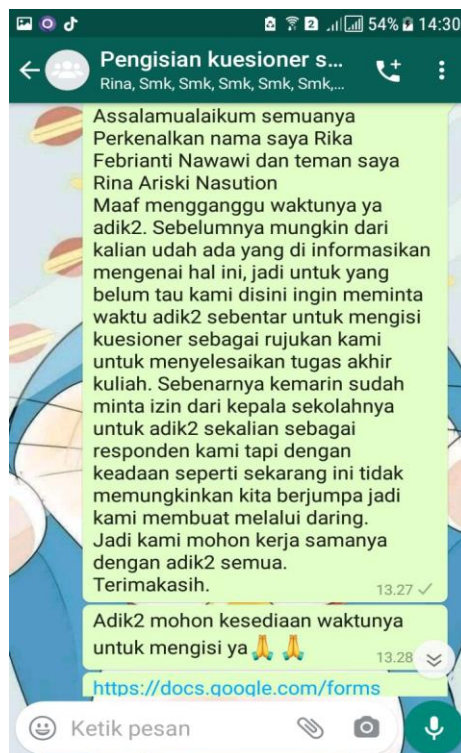 2 54% 14:30
Pengisian kuesioner s...
Rina, Smk, Smk, Smk, Smk, Smk,...
Assalamualaikum semuanya
Perkenalkan nama saya Rika
Febrianti Nawawi dan teman saya
Rina Ariski Nasution
Maaf mengganggu waktunya ya
adik2. Sebelumnya mungkin dari
kalian udah ada yang di informasikan
mengenai hal ini, jadi untuk yang
belum tau kami disini ingin meminta
waktu adik2 sebentar untuk mengisi
kuesioner sebagai rujukan kami
untuk menyelesaikan tugas akhir
kuliah. Sebenarnya kemarin sudah
minta izin dari kepala sekolahnya
untuk adik2 sekalian sebagai
responden kami tapi dengan
keadaan seperti sekarang ini tidak
memungkinkan kita berjumpa jadi
kami membuat melalui daring.
Jadi kami mohon kerja samanya
dengan adik2 semua.
Terimakasih.
13.27
Adik2 mohon kesediaan waktunya
untuk mengisi ya 🙏 🙏
13.28
https://docs.google.com/forms
Ketik pesan